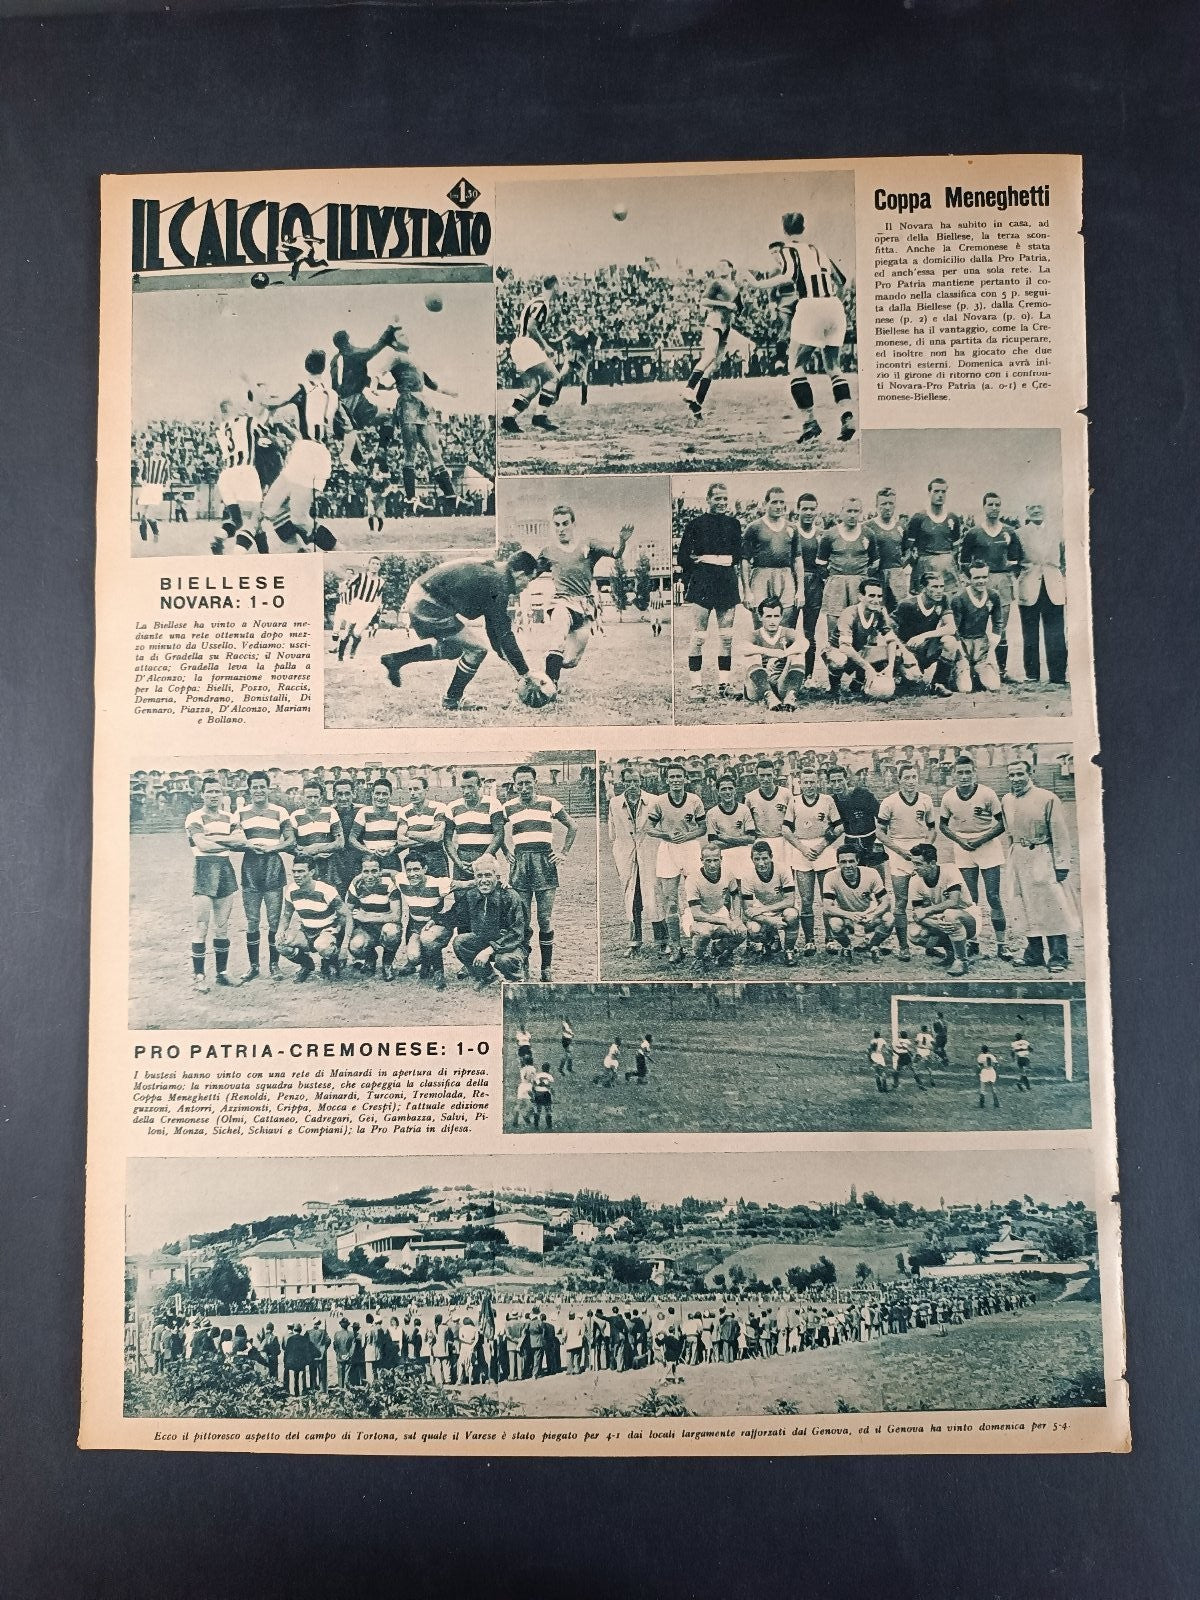 IL CALCIO ILLVSTRATO
Lire 1.50
Coppa Meneghetti
Il Novara ha subito in casa, ad
opera della Biellese, la terza scon-
fitta. Anche la Cremonese è stata
piegata a domicilio dalla Pro Patria,
ed anch'essa per una sola rete. La
Pro Patria mantiene pertanto il co-
mando nella classifica con 5 p. segui-
ta dalla Biellese (p. 3), dalla Cremo-
nese (p. 2) e dal Novara (p. 0). La
Biellese ha il vantaggio, come la Cre-
monese, di una partita da ricuperare,
ed inoltre non ha giocato che due
incontri esterni. Domenica avrà ini-
zio il girone di ritorno con i confron-
ti Novara-Pro Patria (a. 0-1) e Cre-
monese-Biellese.
3
BIELLESE
NOVARA: 1-0
La Biellese ha vinto a Novara me-
diante una rete ottenuta dopo mez-
zo minuto da Ussello. Vediamo: usci-
ta di Gradella su Raccis; il Novara
attacca; Gradella leva la palla a
D'Alconzo; la formazione novarese
per la Coppa: Bielli, Pozzo, Raccis,
Demaria, Pondrano, Bonistalli, Di
Gennaro, Piazza, D'Alconzo, Mariani
e Bollano.
PRO PATRIA-CREMONESE: 1-0
I bustesi hanno vinto con una rete di Mainardi in apertura di ripresa.
Mostriamo: la rinnovata squadra bustese, che capeggia la classifica della
Coppa Meneghetti (Renoldi, Penzo, Mainardi, Turconi, Tremolada, Re-
guzzoni, Antorri, Azzimonti, Crippa, Mocca e Crespi); l'attuale edizione
della Cremonese (Olmi, Cattaneo, Cadregari, Gei, Gambazza, Salvi, Pi-
loni, Monza, Sichel, Schiavi e Compiani); la Pro Patria in difesa.
Ecco il pittoresco aspetto del campo di Tortona, sul quale il Varese è stato piegato per 4-1 dai locali largamente rafforzati dal Genova, ed il Genova ha vinto domenica per 5-4.